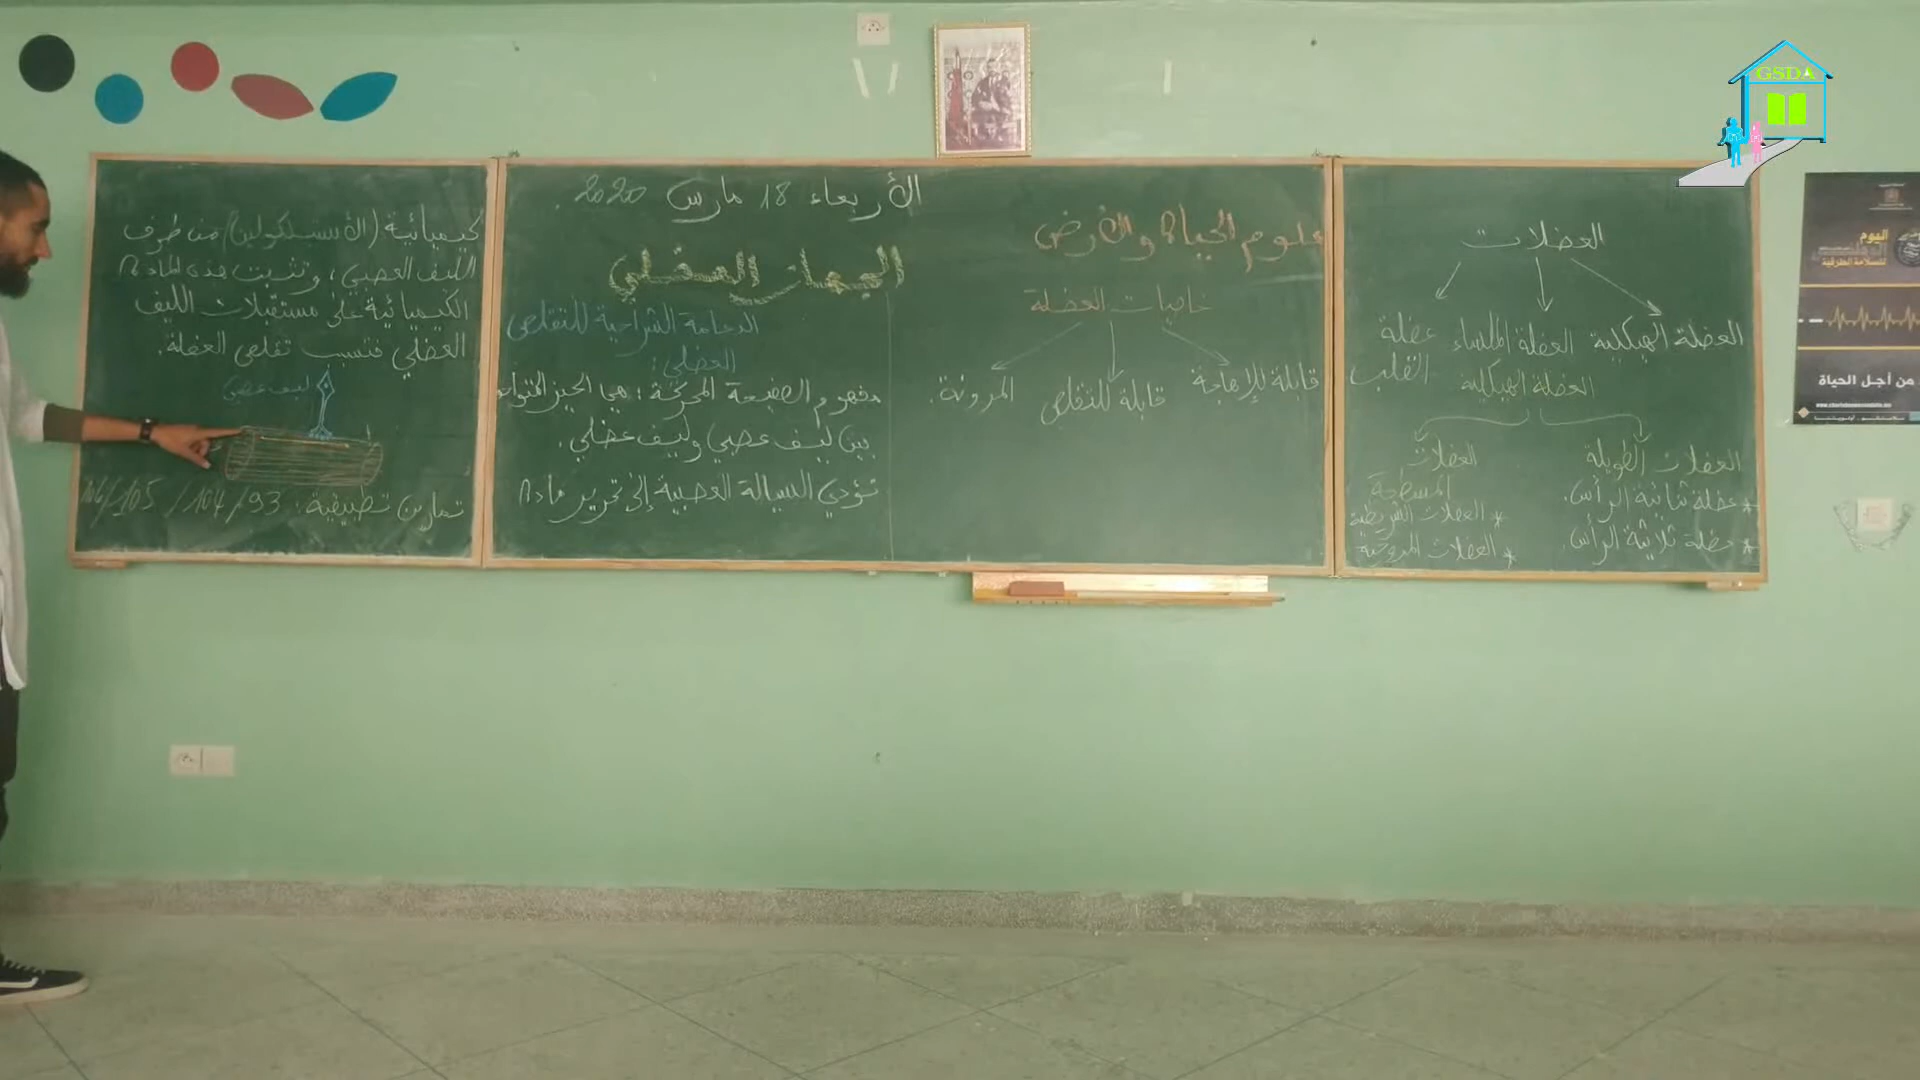 الأربعاء 18 مارس 2020
علوم الحياة والأرض
العضلات
العضلة الهيكلية
العضلة الملساء
عضلة القلب
العضلة الهيكلية
العضلات الطويلة
* عضلة ثنائية الرأس.
* عضلة ثلاثية الرأس.
العضلات
المسطحة
* العضلات الشريطية
* العضلات المروحية
خاصيات العضلة
قابلة للإهاجة
قابلة للتقلص
المرونة.
الجهاز العضلي
الدعامة الشراحية للتقلص
العضلي:
مفهوم الصفيحة المحركة: هي الحيز المتواجد
بين ليف عصبي وليف عضلي.
تؤدي السيالة العصبية إلى تحرير مادة
كيميائية (الأستلكولين) من طرف
الليف العصبي، وتثبت هذه المادة
الكيميائية على مستقبلات الليف
العضلي فتسبب تقلص العضلة.
ليف عصبي
تمارين تطبيقية: 93/104/105/
GSDA
اليوم
للسلامة الطرقية
من أجل الحياة